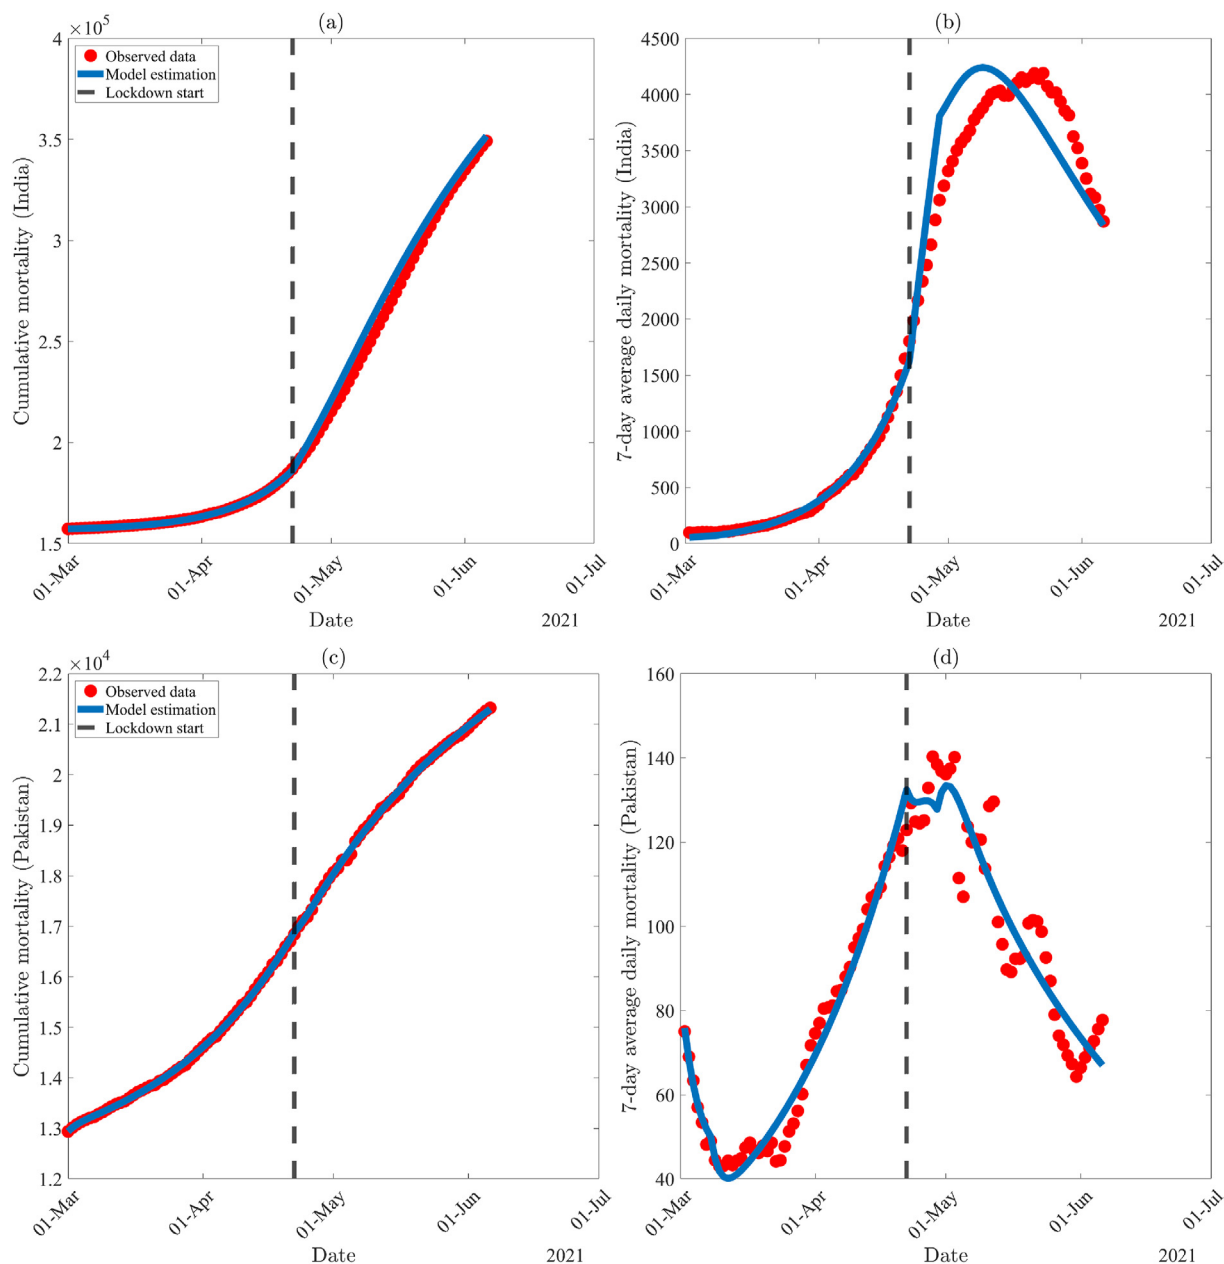 (a)
×10⁵
4
3.5
3
2.5
2
1.5
Cumulative mortality (India)
Observed data
Model estimation
Lockdown start
01-Mar
01-Apr
01-May
01-Jun
01-Jul
Date
2021
(b)
4500
4000
3500
3000
2500
2000
1500
1000
500
0
7-day average daily mortality (India)
01-Mar
01-Apr
01-May
01-Jun
01-Jul
Date
2021
(c)
×10⁴
2.2
2.1
2
1.9
1.8
1.7
1.6
1.5
1.4
1.3
1.2
Cumulative mortality (Pakistan)
Observed data
Model estimation
Lockdown start
01-Mar
01-Apr
01-May
01-Jun
01-Jul
Date
2021
(d)
160
140
120
100
80
60
40
7-day average daily mortality (Pakistan)
01-Mar
01-Apr
01-May
01-Jun
01-Jul
Date
2021